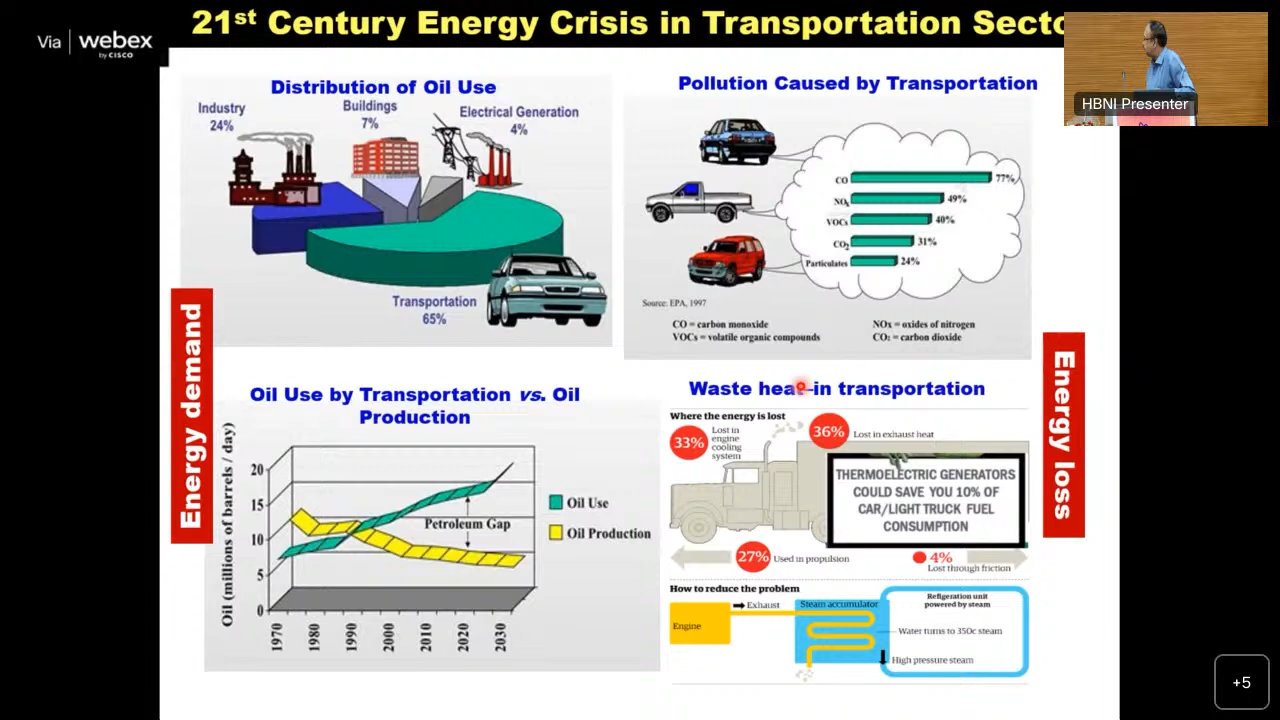 21st Century Energy Crisis in Transportation Secto
Via | webex
by CISCO
HBNI Presenter
Distribution of Oil Use
Industry
24%
Buildings
7%
Electrical Generation
4%
Transportation
65%
Pollution Caused by Transportation
CO 77%
NOx 49%
VOCs 40%
CO2 31%
Particulates 24%
Source: EPA, 1997
CO = carbon monoxide
NOx = oxides of nitrogen
VOCs = volatile organic compounds
CO2 = carbon dioxide
Energy demand
Energy loss
Oil Use by Transportation vs. Oil
Production
Oil (millions of barrels / day)
20
15
10
5
0
1970
1980
1990
2000
2010
2020
2030
Petroleum Gap
Oil Use
Oil Production
Waste heat in transportation
Where the energy is lost
33%
Lost in
engine
cooling
system
36%
Lost in exhaust heat
THERMOELECTRIC GENERATORS
COULD SAVE YOU 10% OF
CAR/LIGHT TRUCK FUEL
CONSUMPTION
27% Used in propulsion
4%
Lost through friction
How to reduce the problem
Engine
Exhaust
Steam accumulator
Refigeration unit
powered by steam
Water turns to 350c steam
High pressure steam
+5